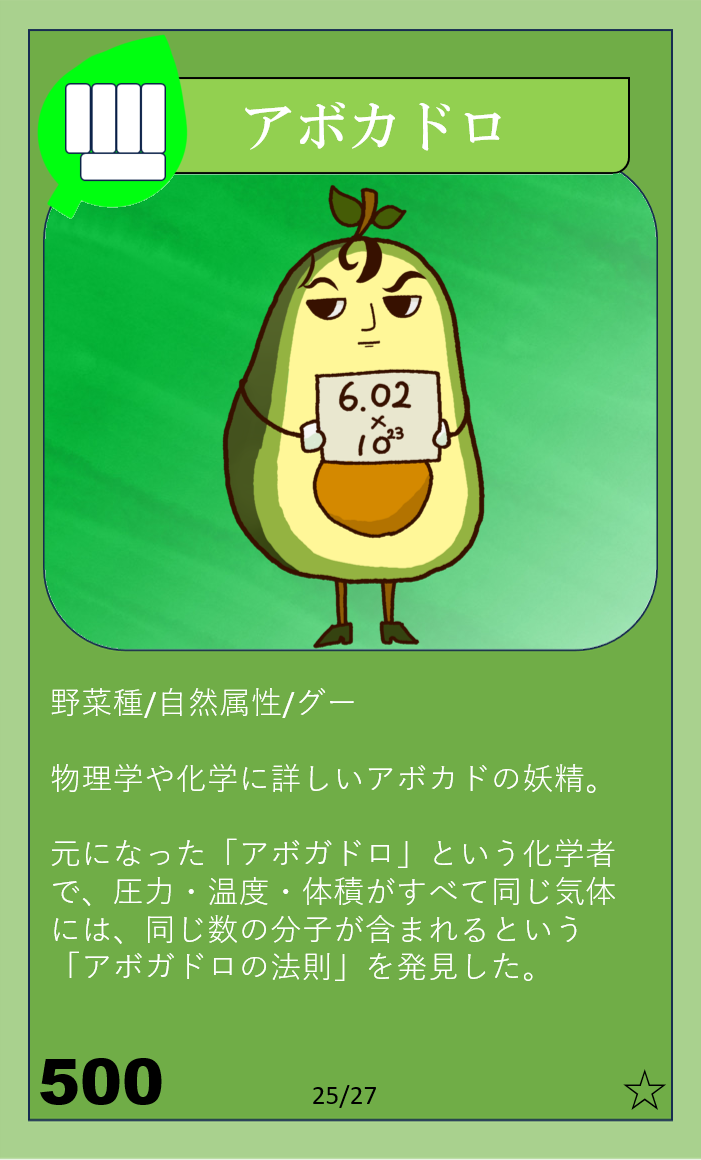 アボカドロ
6.02
×
10²³
野菜種/自然属性/グー
物理学や化学に詳しいアボカドの妖精。
元になった「アボガドロ」という化学者
で、圧力・温度・体積がすべて同じ気体
には、同じ数の分子が含まれるという
「アボガドロの法則」を発見した。
500
25/27
☆